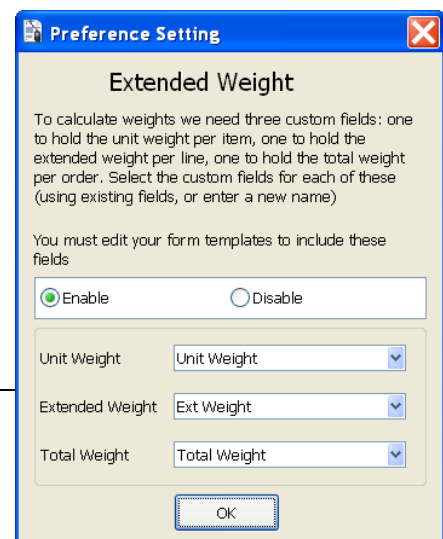 Preference Setting
Extended Weight
To calculate weights we need three custom fields: one
to hold the unit weight per item, one to hold the
extended weight per line, one to hold the total weight
per order. Select the custom fields for each of these
(using existing fields, or enter a new name)
You must edit your form templates to include these
fields
Enable Disable
Unit Weight Unit Weight
Extended Weight Ext Weight
Total Weight Total Weight
OK